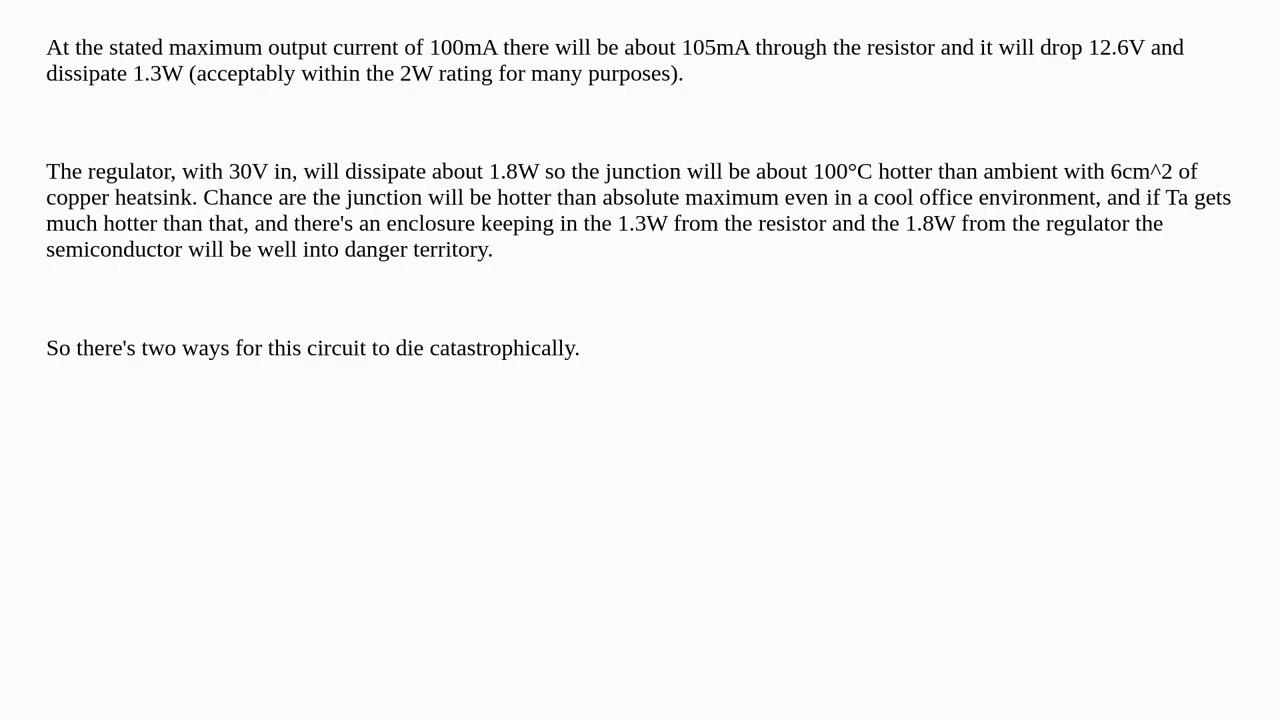 At the stated maximum output current of 100mA there will be about 105mA through the resistor and it will drop 12.6V and
dissipate 1.3W (acceptably within the 2W rating for many purposes).
The regulator, with 30V in, will dissipate about 1.8W so the junction will be about 100°C hotter than ambient with 6cm^2 of
copper heatsink. Chance are the junction will be hotter than absolute maximum even in a cool office environment, and if Ta gets
much hotter than that, and there's an enclosure keeping in the 1.3W from the resistor and the 1.8W from the regulator the
semiconductor will be well into danger territory.
So there's two ways for this circuit to die catastrophically.